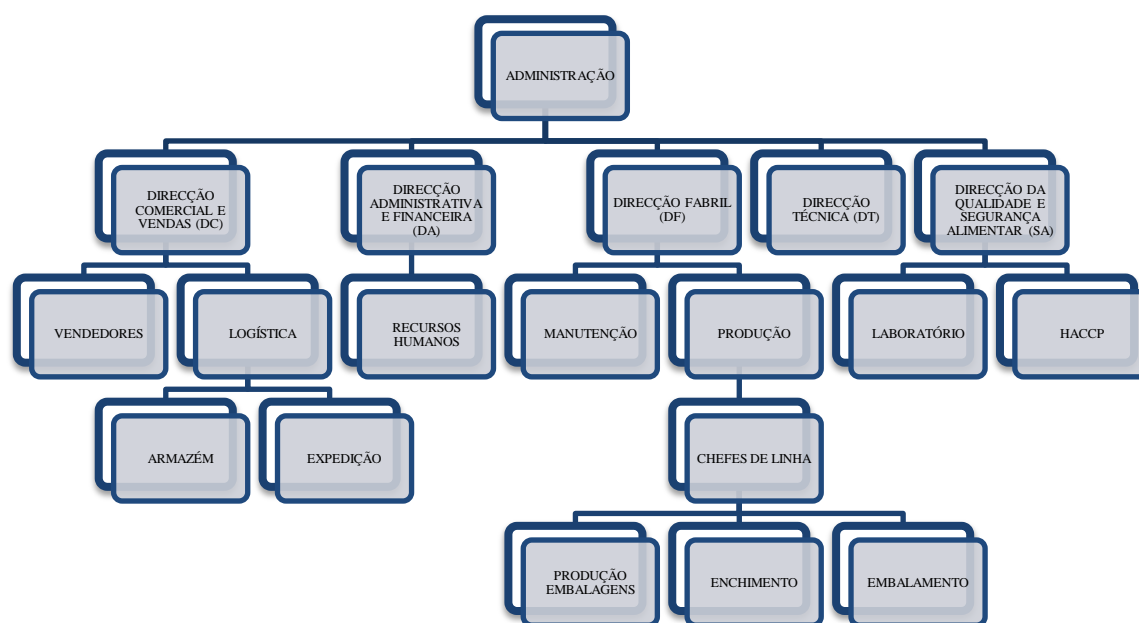 ADMINISTRAÇÃO
DIRECÇÃO
COMERCIAL E
VENDAS (DC)
DIRECÇÃO
ADMINISTRATIVA
E FINANCEIRA
(DA)
DIRECÇÃO FABRIL
(DF)
DIRECÇÃO
TÉCNICA (DT)
DIRECÇÃO DA
QUALIDADE E
SEGURANÇA
ALIMENTAR (SA)
VENDEDORES
LOGÍSTICA
RECURSOS
HUMANOS
MANUTENÇÃO
PRODUÇÃO
LABORATÓRIO
HACCP
ARMAZÉM
EXPEDIÇÃO
CHEFES DE LINHA
PRODUÇÃO
EMBALAGENS
ENCHIMENTO
EMBALAMENTO